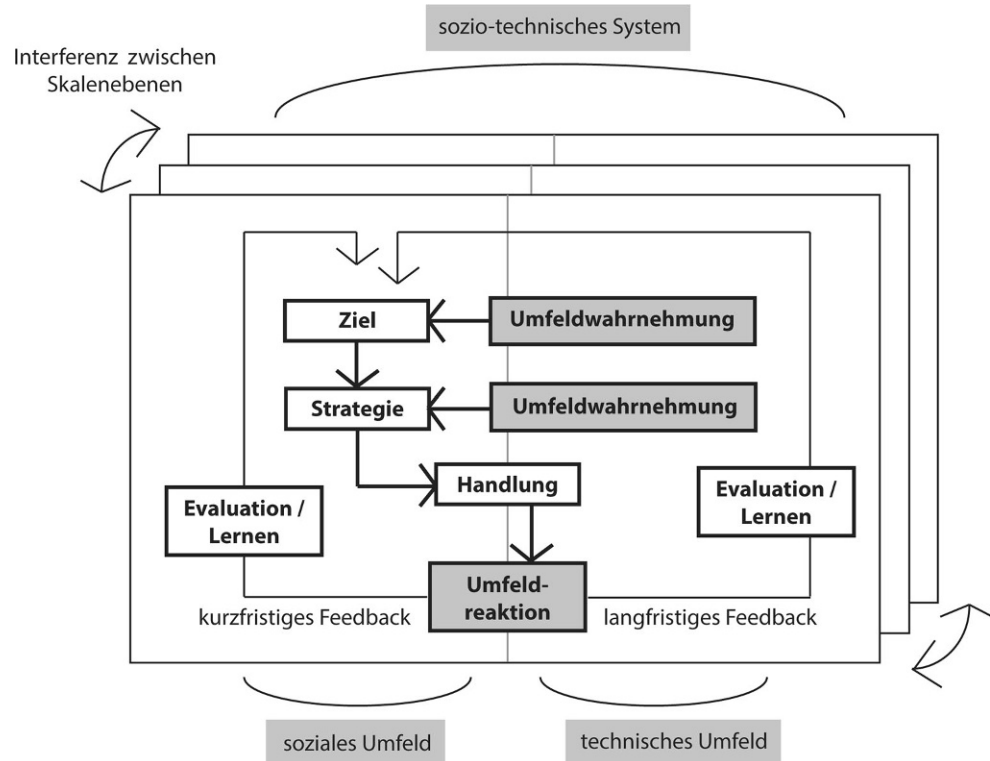 sozio-technisches System
Interferenz zwischen
Skalenebenen
Ziel
Umfeldwahrnehmung
Strategie
Umfeldwahrnehmung
Handlung
Evaluation /
Lernen
Evaluation /
Lernen
Umfeld-
reaktion
kurzfristiges Feedback
langfristiges Feedback
soziales Umfeld
technisches Umfeld